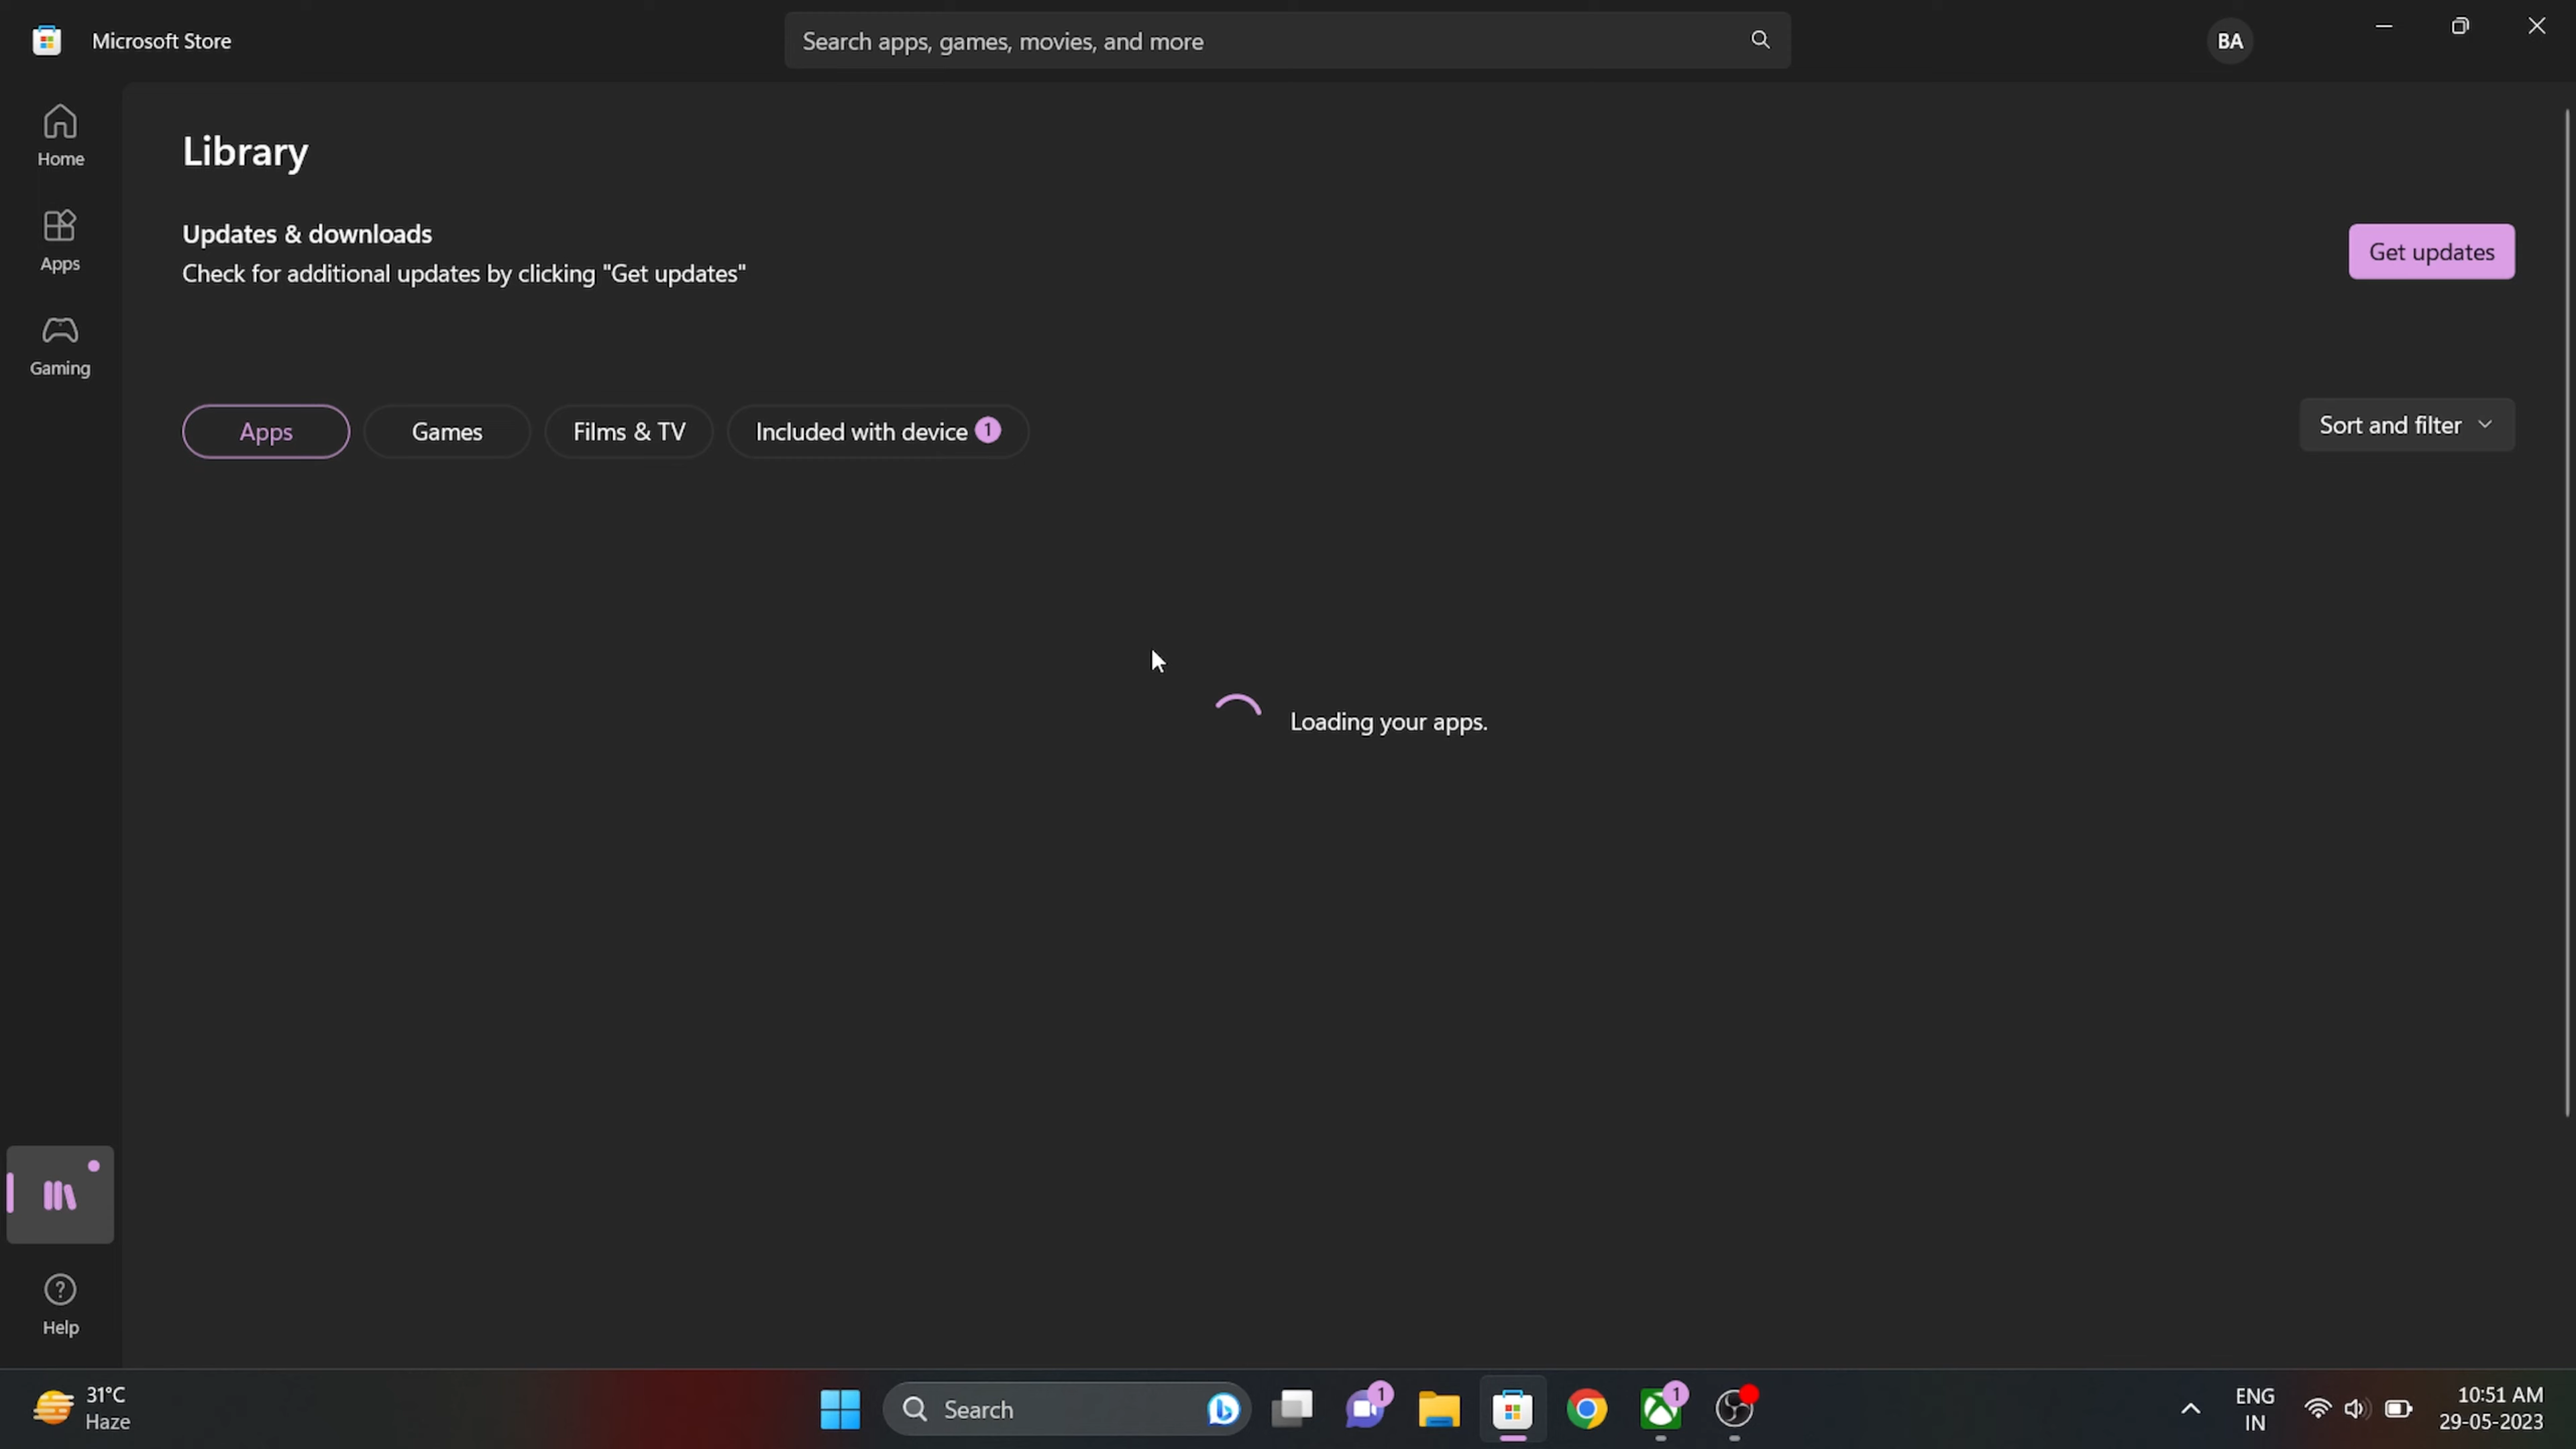 Microsoft Store
Search apps, games, movies, and more
BA
Home
Apps
Gaming
Library
Updates & downloads
Check for additional updates by clicking "Get updates"
Get updates
Apps
Games
Films & TV
Included with device 1
Sort and filter
Loading your apps.
Help
31°C
Haze
Search
1
1
ENG
IN
10:51 AM
29-05-2023